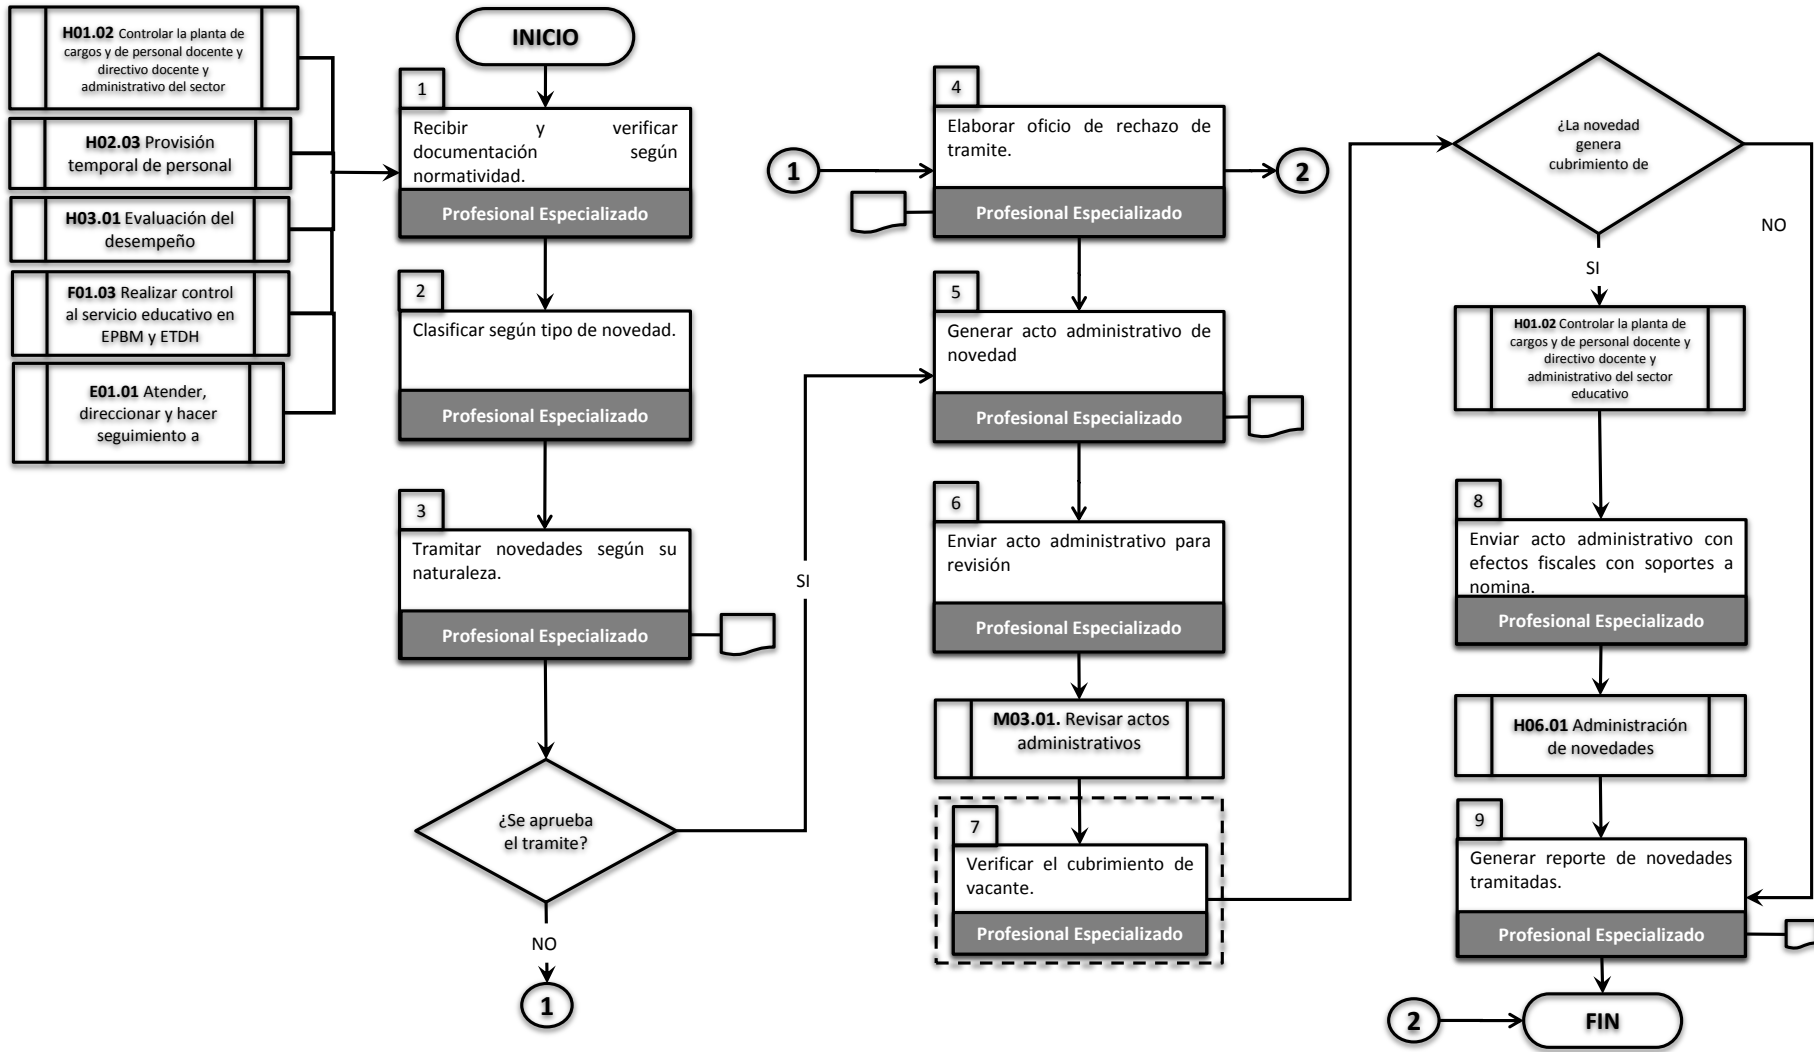 H01.02 Controlar la planta de
cargos y de personal docente y
directivo docente y
administrativo del sector
H02.03 Provisión
temporal de personal
H03.01 Evaluación del
desempeño
F01.03 Realizar control
al servicio educativo en
EPBM y ETDH
E01.01 Atender,
direccionar y hacer
seguimiento a
INICIO
1
Recibir y verificar
documentación según
normatividad.
Profesional Especializado
2
Clasificar según tipo de novedad.
Profesional Especializado
3
Tramitar novedades según su
naturaleza.
Profesional Especializado
¿Se aprueba
el tramite?
SI
NO
1
1
4
Elaborar oficio de rechazo de
tramite.
Profesional Especializado
2
5
Generar acto administrativo de
novedad
Profesional Especializado
6
Enviar acto administrativo para
revisión
Profesional Especializado
M03.01. Revisar actos
administrativos
7
Verificar el cubrimiento de
vacante.
Profesional Especializado
¿La novedad
genera
cubrimiento de
NO
SI
H01.02 Controlar la planta de
cargos y de personal docente y
directivo docente y
administrativo del sector
educativo
8
Enviar acto administrativo con
efectos fiscales con soportes a
nomina.
Profesional Especializado
H06.01 Administración
de novedades
9
Generar reporte de novedades
tramitadas.
Profesional Especializado
2
FIN